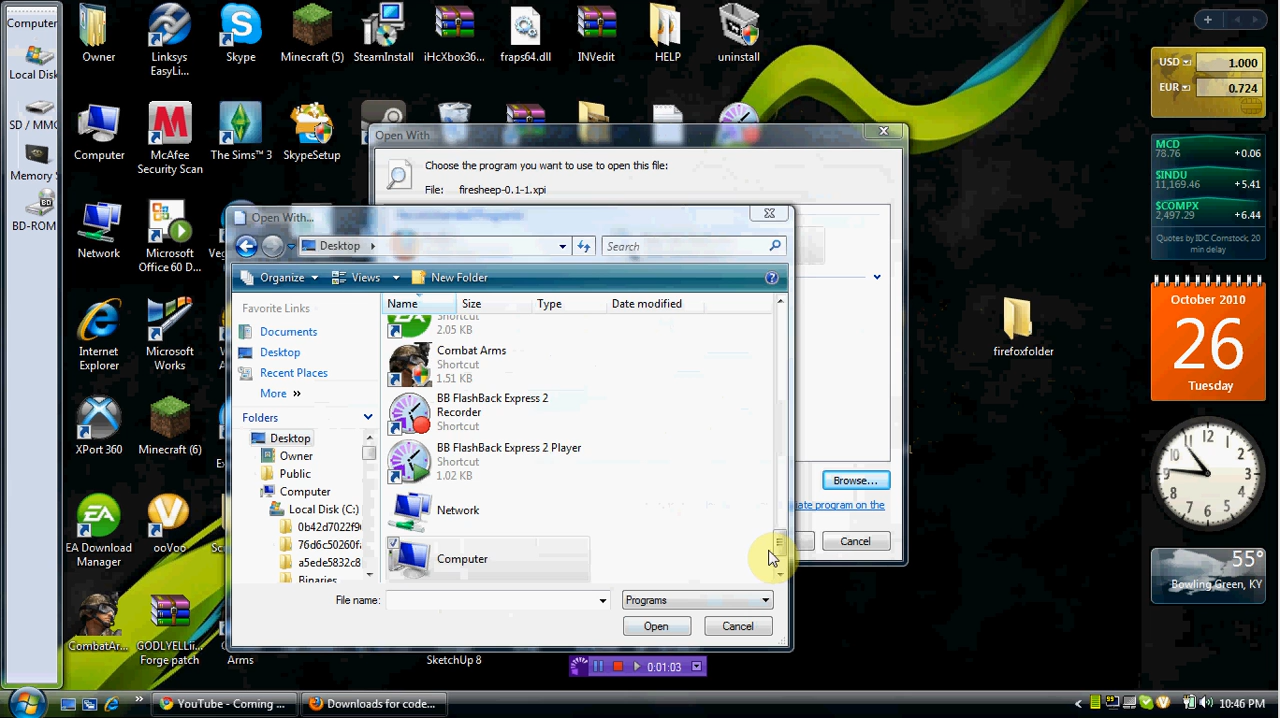 Computer
Local Disk
SD / MMC
Memory S
BD-ROM
Owner
Linksys
EasyLi...
Skype
Minecraft (5)
SteamInstall
iHcXbox36...
fraps64.dll
INVedit
HELP
uninstall
Computer
McAfee
Security Scan
The Sims™ 3
SkypeSetup
Network
Microsoft
Office 60 D...
Internet
Explorer
Microsoft
Works
XPort 360
Minecraft (6)
EA
EA Download
Manager
ooVoo
CombatAr...
GODLYELLii
Forge patch
Arms
SketchUp 8
firefoxfolder
Open With
Choose the program you want to use to open this file:
File: firesheep-0.1-1.xpi
Browse...
Cancel
Open With...
Desktop
Search
Organize
Views
New Folder
Name
Size
Type
Date modified
Favorite Links
Documents
Desktop
Recent Places
More »
Folders
Desktop
Owner
Public
Computer
Local Disk (C:)
0b42d7022f9
76d6c50260f
a5ede5832c8
Binaries
Shortcut
2.05 KB
Combat Arms
Shortcut
1.51 KB
BB FlashBack Express 2
Recorder
Shortcut
BB FlashBack Express 2 Player
Shortcut
1.02 KB
Network
Computer
File name:
Programs
Open
Cancel
0:01:03
USD
1.000
EUR
0.724
MCD
78.76 +0.06
$INDU
11,169.46 +5.41
$COMPX
2,497.29 +6.44
Quotes by IDC Comstock, 20
min delay
October 2010
26
Tuesday
55°
Bowling Green, KY
YouTube - Coming ...
Downloads for code...
10:46 PM